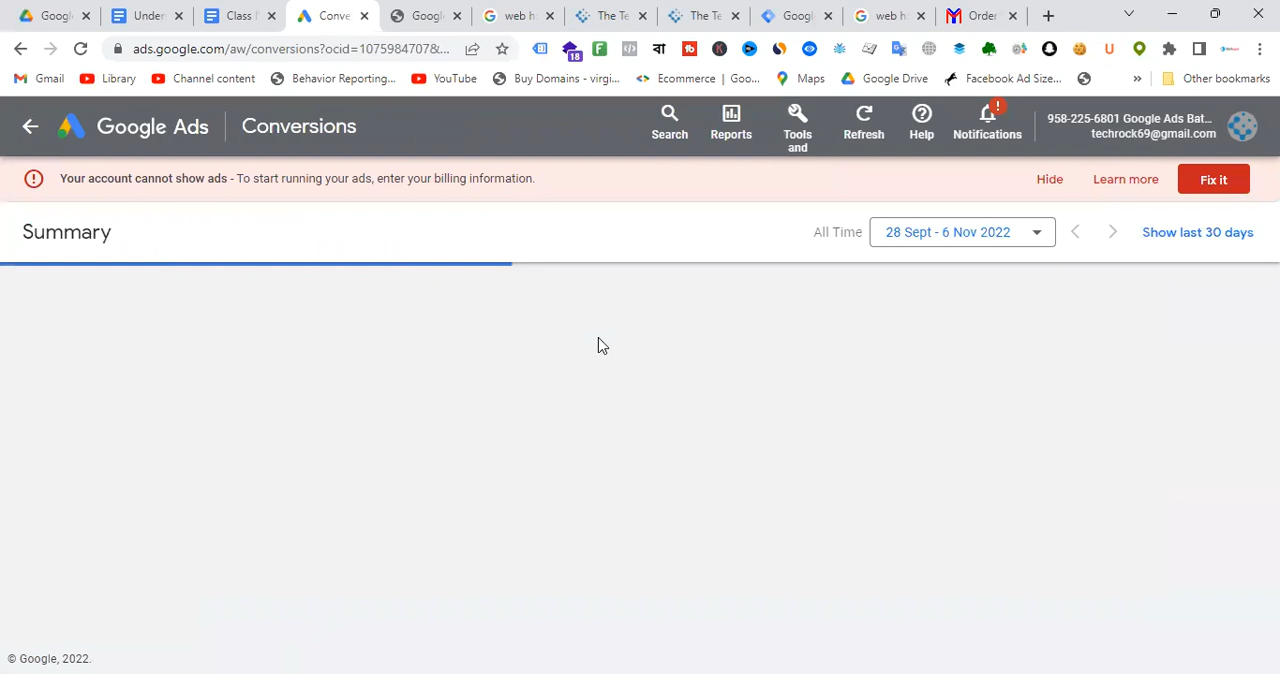 Googl
Under
Class
Conve
Googl
web h
The Te
The Te
Googl
web h
Order
ads.google.com/aw/conversions?ocid=1075984707&...
18
Gmail
Library
Channel content
Behavior Reporting...
YouTube
Buy Domains - virgi...
Ecommerce | Goo...
Maps
Google Drive
Facebook Ad Size...
»
Other bookmarks
Google Ads
Conversions
Search
Reports
Tools
and
Refresh
Help
Notifications
958-225-6801 Google Ads Bat...
techrock69@gmail.com
Your account cannot show ads - To start running your ads, enter your billing information.
Hide
Learn more
Fix it
Summary
All Time
28 Sept - 6 Nov 2022
Show last 30 days
© Google, 2022.